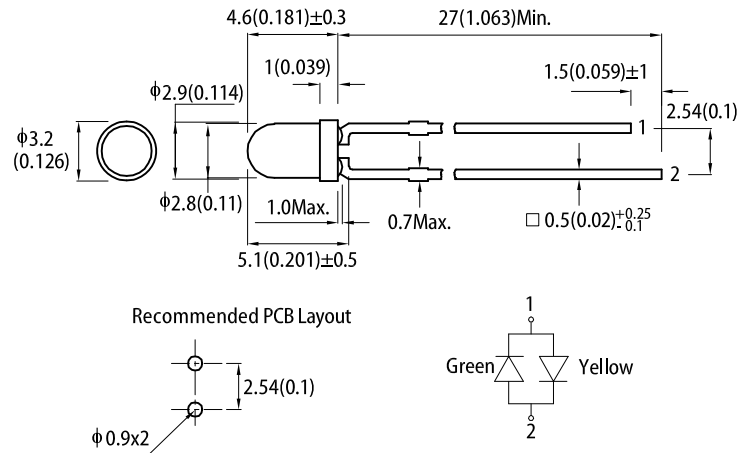 4.6(0.181)±0.3
27(1.063)Min.
1(0.039)
1.5(0.059)±1
ϕ2.9(0.114)
2.54(0.1)
ϕ3.2
(0.126)
1
2
ϕ2.8(0.11)
1.0Max.
0.7Max.
□ 0.5(0.02)+0.25
-0.1
5.1(0.201)±0.5
Recommended PCB Layout
2.54(0.1)
ϕ0.9x2
1
Green
Yellow
2